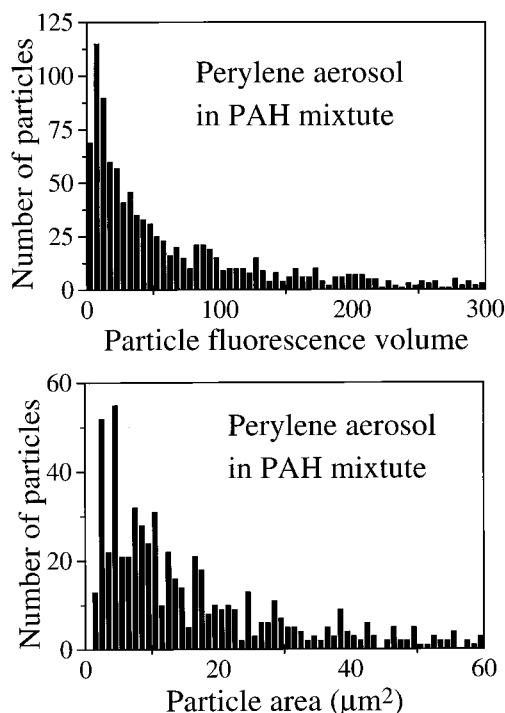 125
100
75
50
25
0
Number of particles
Perylene aerosol
in PAH mixtute
0
100
200
300
Particle fluorescence volume
60
40
20
0
Number of particles
Perylene aerosol
in PAH mixtute
0
20
40
60
Particle area (μm²)